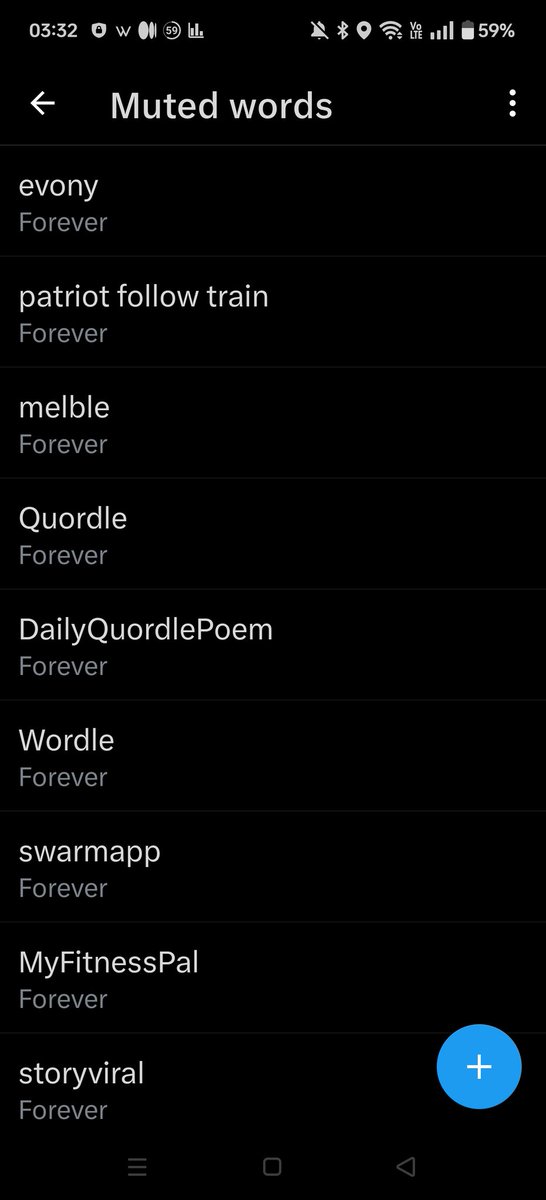 03:32 59 Vo LTE 59%
Muted words
evony
Forever
patriot follow train
Forever
melble
Forever
Quordle
Forever
DailyQuordlePoem
Forever
Wordle
Forever
swarmapp
Forever
MyFitnessPal
Forever
storyviral
Forever